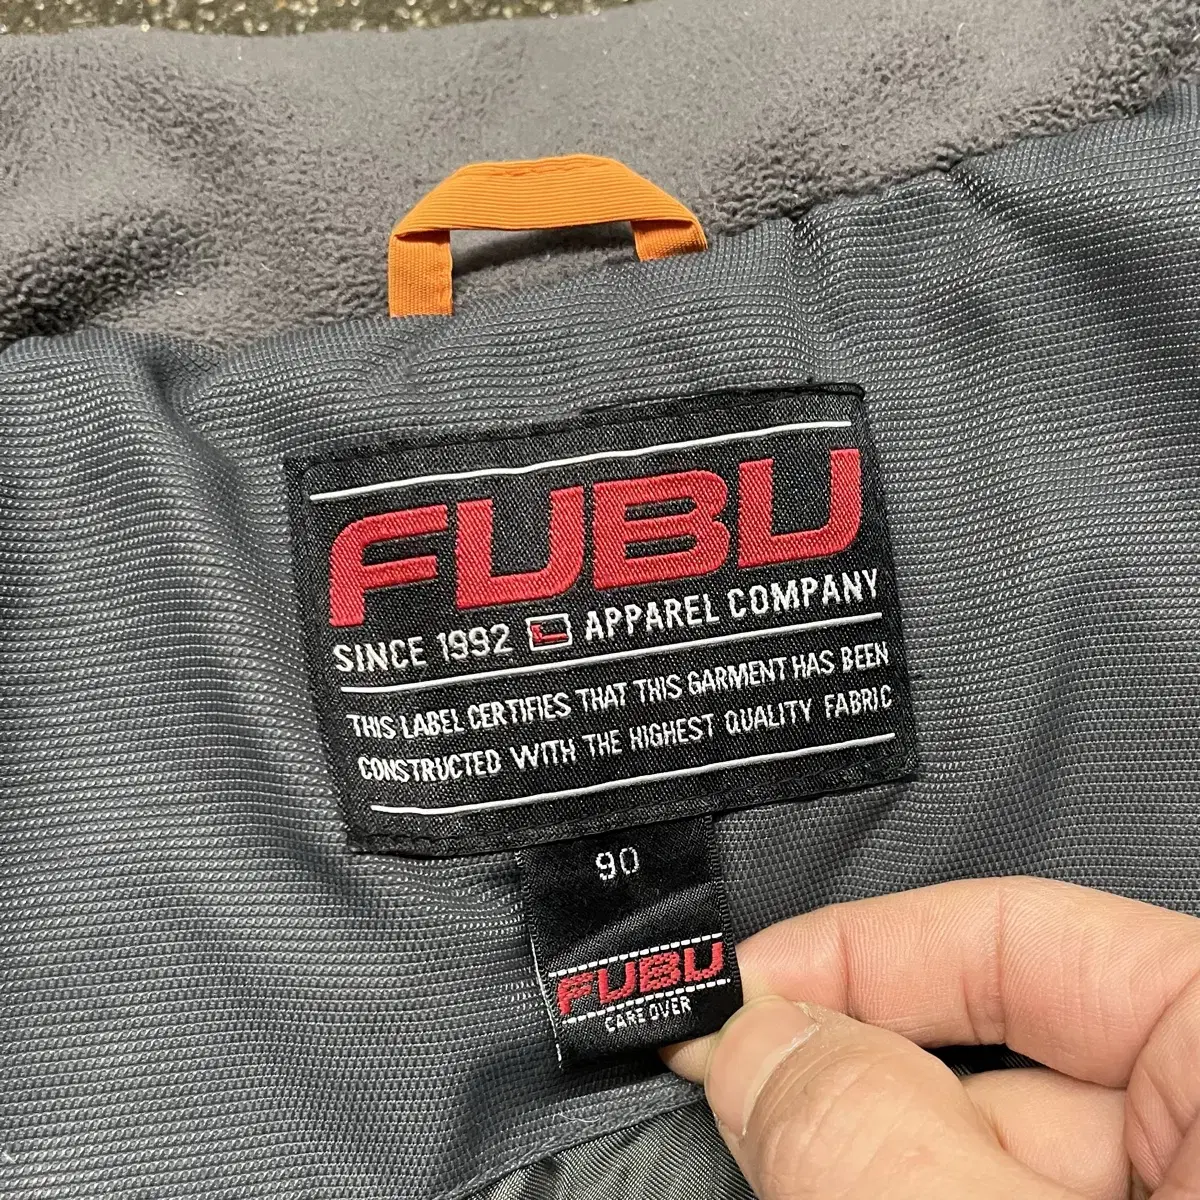 FUBU
SINCE 1992 APPAREL COMPANY
THIS LABEL CERTIFIES THAT THIS GARMENT HAS BEEN
CONSTRUCTED WITH THE HIGHEST QUALITY FABRIC
90
FUBU
CARE OVER